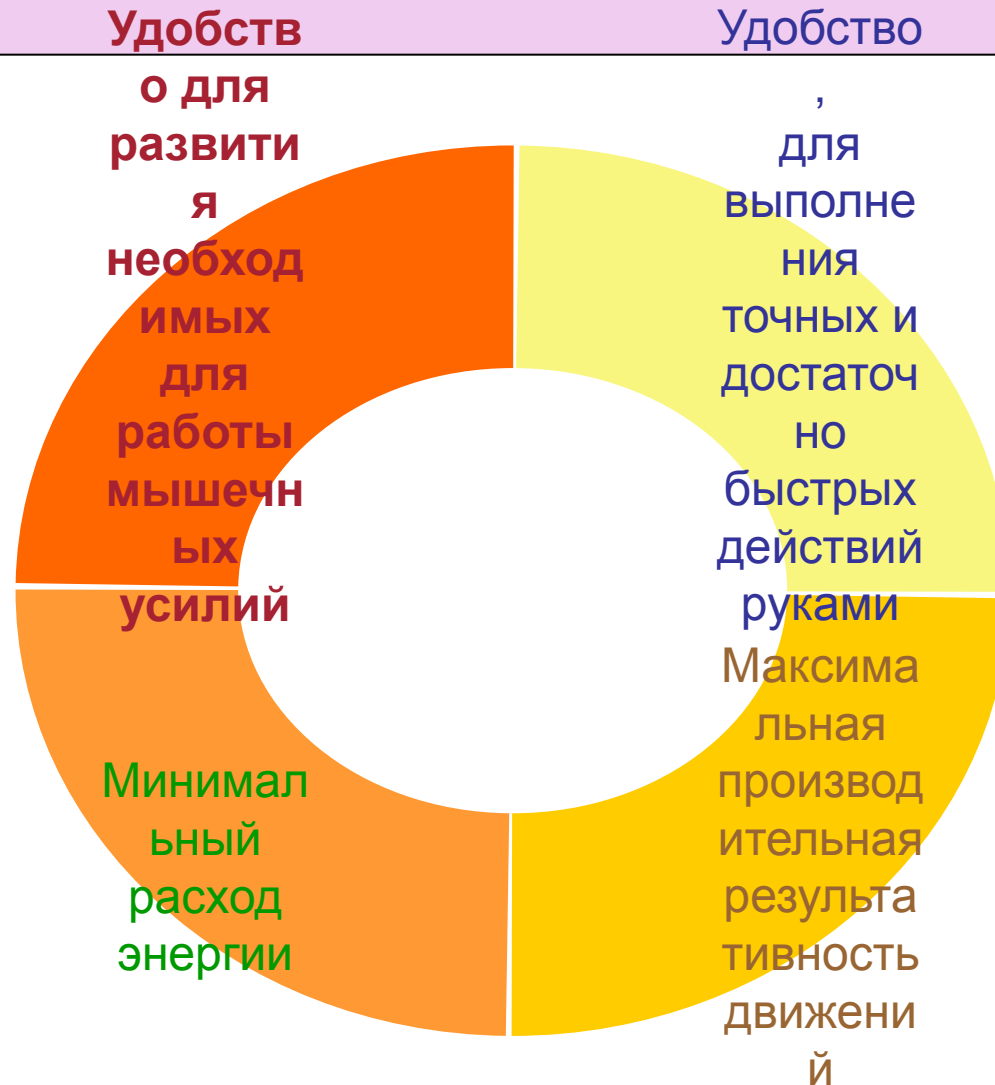 Удобств
о для
развити
я
необход
имых
для
работы
мышечн
ых
усилий
Удобство
,
для
выполне
ния
точных и
достаточ
но
быстрых
действий
руками
Минимал
ьный
расход
энергии
Максима
льная
производ
ительная
результа
тивность
движени
й